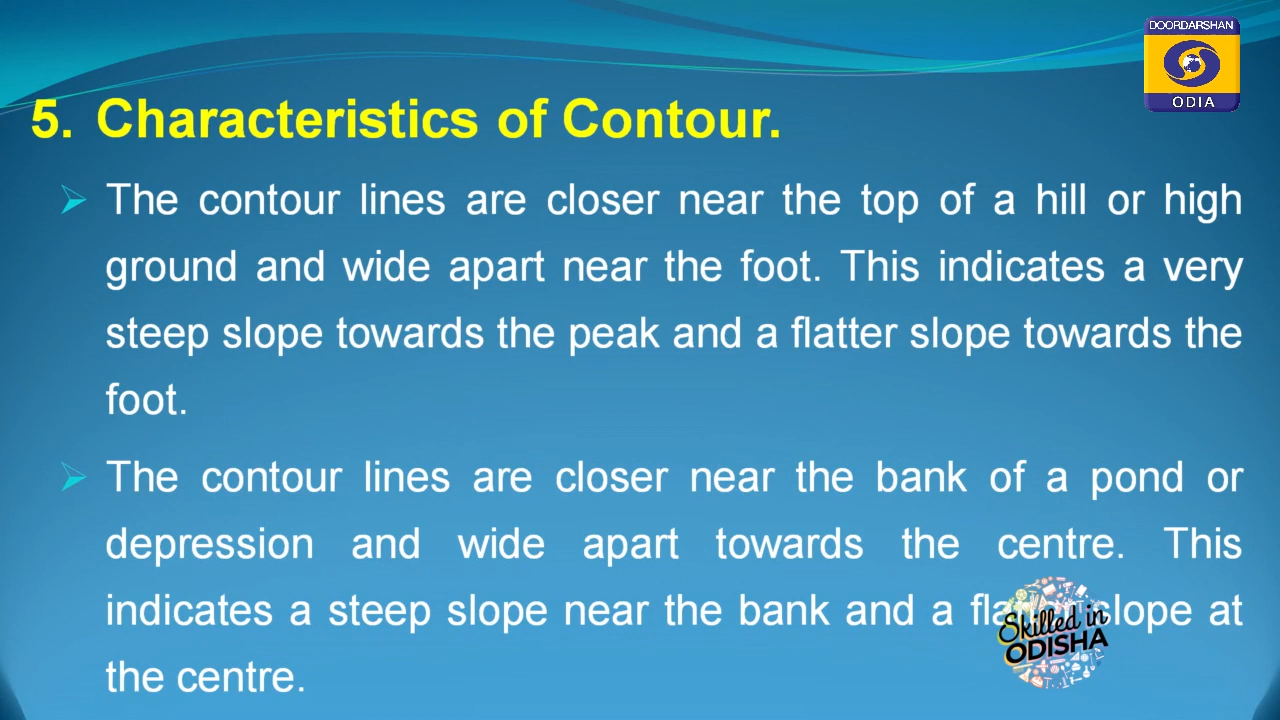 DOORDARSHAN
ODIA
5. Characteristics of Contour.
The contour lines are closer near the top of a hill or high
ground and wide apart near the foot. This indicates a very
steep slope towards the peak and a flatter slope towards the
foot.
The contour lines are closer near the bank of a pond or
depression and wide apart towards the centre. This
indicates a steep slope near the bank and a slope at
the centre.
Skilled in
ODISHA